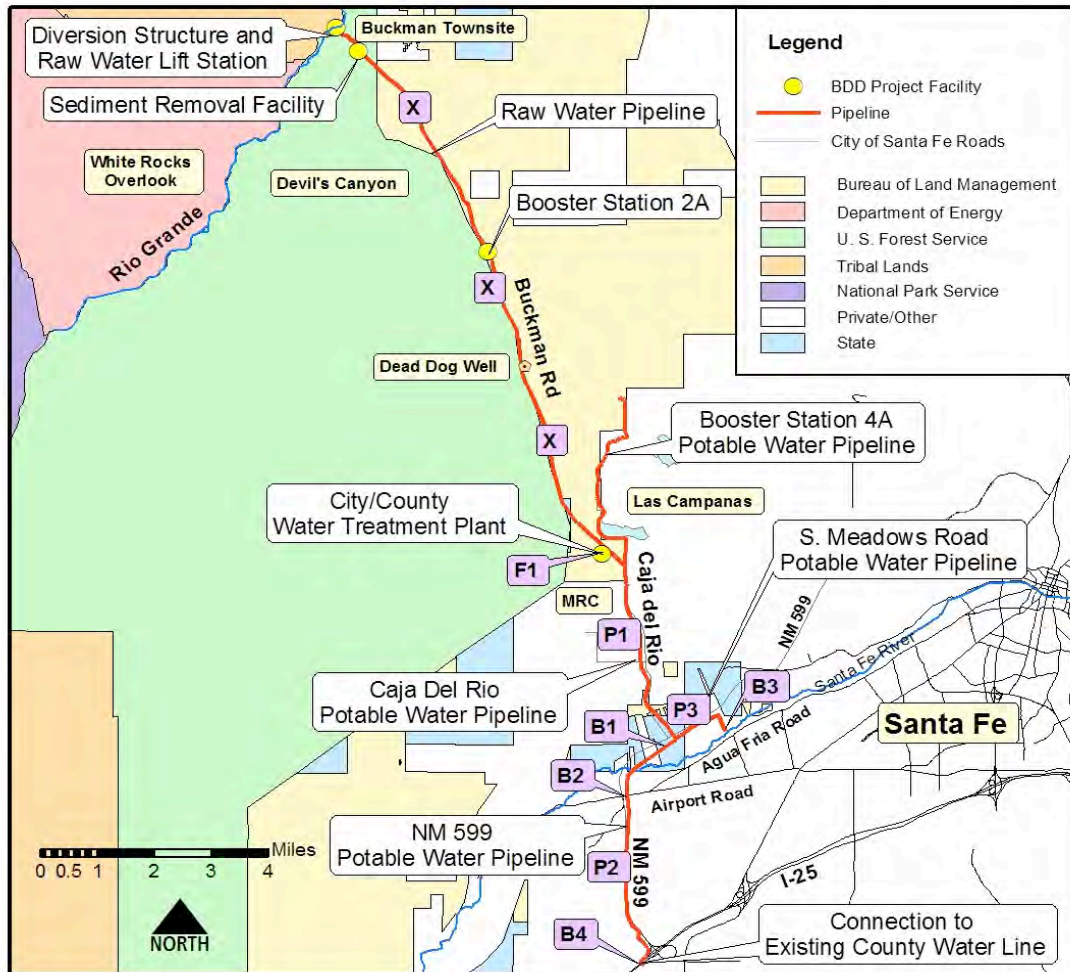 Diversion Structure and
Raw Water Lift Station
Buckman Townsite
Sediment Removal Facility
X
Raw Water Pipeline
White Rocks
Overlook
Devil's Canyon
Rio Grande
Booster Station 2A
X
Buckman Rd
Dead Dog Well
X
Booster Station 4A
Potable Water Pipeline
City/County
Water Treatment Plant
Las Campanas
S. Meadows Road
Potable Water Pipeline
F1
Caja del Rio
MRC
NM 599
P1
Santa Fe River
Caja Del Rio
Potable Water Pipeline
P3
B3
B1
Santa Fe
Agua Fria Road
B2
Airport Road
NM 599
Potable Water Pipeline
P2
NM 599
I-25
B4
Connection to
Existing County Water Line
Miles
0 0.5 1 2 3 4
NORTH
Legend
BDD Project Facility
Pipeline
City of Santa Fe Roads
Bureau of Land Management
Department of Energy
U. S. Forest Service
Tribal Lands
National Park Service
Private/Other
State